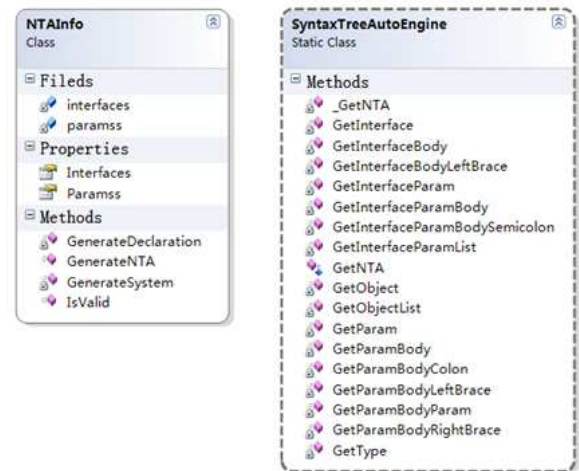 NTAInfo
Class
Fileds
interfaces
paramss
Properties
Interfaces
Paramss
Methods
GenerateDeclaration
GenerateNTA
GenerateSystem
IsValid
SyntaxTreeAutoEngine
Static Class
Methods
_GetNTA
GetInterface
GetInterfaceBody
GetInterfaceBodyLeftBrace
GetInterfaceParam
GetInterfaceParamBody
GetInterfaceParamBodySemicolon
GetInterfaceParamList
GetNTA
GetObject
GetObjectList
GetParam
GetParamBody
GetParamBodyColon
GetParamBodyLeftBrace
GetParamBodyParam
GetParamBodyRightBrace
GetType